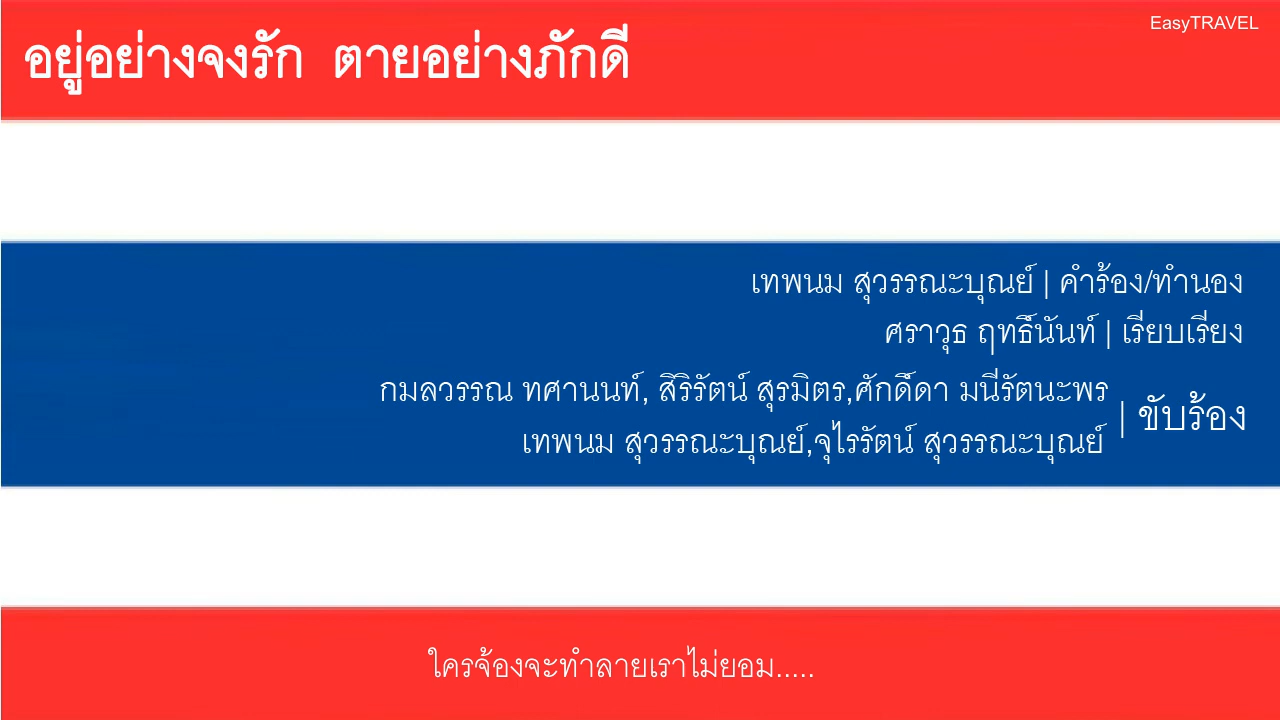 EasyTRAVEL
อยู่อย่างจงรัก ตายอย่างภักดี
เทพนม สุวรรณะบุณย์ | คำร้อง/ทำนอง
ศราวุธ ฤทธิ์นันท์ | เรียบเรียง
กมลวรรณ ทศานนท์, สิริรัตน์ สุรมิตร,ศักดิ์ดา มนีรัตนะพร
เทพนม สุวรรณะบุณย์,จุไรรัตน์ สุวรรณะบุณย์
| ขับร้อง
ใครจ้องจะทำลายเราไม่ยอม.....